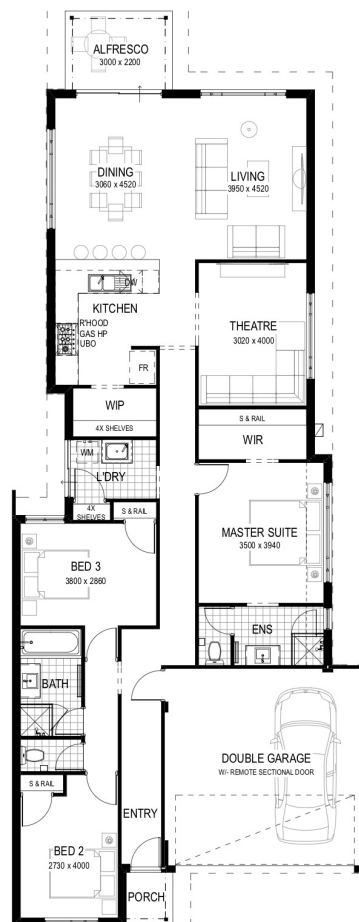 ALFRESCO
3000 x 2200
DINING
3060 x 4520
LIVING
3950 x 4520
DW
KITCHEN
R'HOOD
GAS HP
UBO
FR
THEATRE
3020 x 4000
WIP
4X SHELVES
S & RAIL
WIR
WM
L'DRY
4X
SHELVES
S & RAIL
MASTER SUITE
3500 x 3940
BED 3
3800 x 2860
ENS
BATH
DOUBLE GARAGE
W/- REMOTE SECTIONAL DOOR
S & RAIL
ENTRY
BED 2
2730 x 4000
PORCH